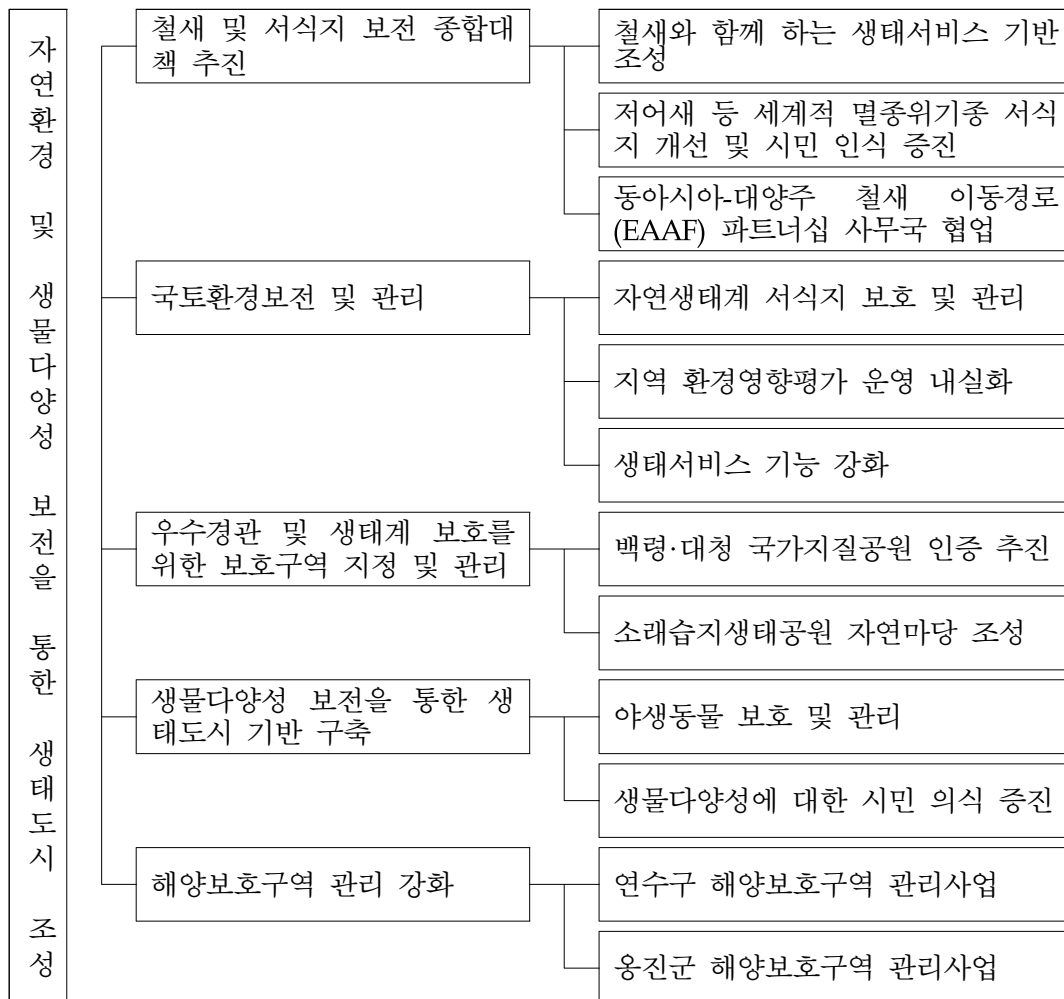 자연환경 및 생물다양성 보전을 통한 생태도시 조성
철새 및 서식지 보전 종합대
책 추진
철새와 함께 하는 생태서비스 기반
조성
저어새 등 세계적 멸종위기종 서식
지 개선 및 시민 인식 증진
동아시아-대양주 철새 이동경로
(EAAF) 파트너십 사무국 협업
국토환경보전 및 관리
자연생태계 서식지 보호 및 관리
지역 환경영향평가 운영 내실화
생태서비스 기능 강화
우수경관 및 생태계 보호를
위한 보호구역 지정 및 관리
백령·대청 국가지질공원 인증 추진
소래습지생태공원 자연마당 조성
생물다양성 보전을 통한 생
태도시 기반 구축
야생동물 보호 및 관리
생물다양성에 대한 시민 의식 증진
해양보호구역 관리 강화
연수구 해양보호구역 관리사업
옹진군 해양보호구역 관리사업